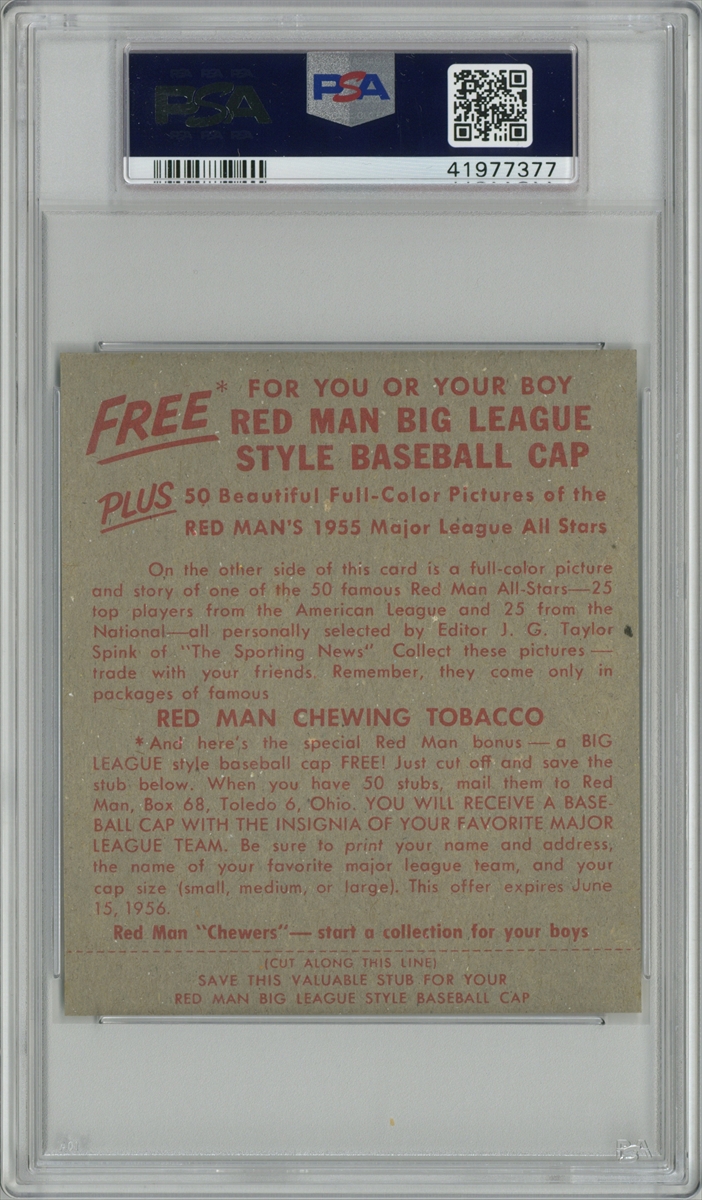 PSA
PSA
41977377
FREE* FOR YOU OR YOUR BOY
RED MAN BIG LEAGUE
STYLE BASEBALL CAP
PLUS 50 Beautiful Full-Color Pictures of the
RED MAN'S 1955 Major League All Stars
On the other side of this card is a full-color picture
and story of one of the 50 famous Red Man All-Stars—25
top players from the American League and 25 from the
National—all personally selected by Editor J. G. Taylor
Spink of "The Sporting News" Collect these pictures —
trade with your friends. Remember, they come only in
packages of famous
RED MAN CHEWING TOBACCO
*And here's the special Red Man bonus — a BIG
LEAGUE style baseball cap FREE! Just cut off and save the
stub below. When you have 50 stubs, mail them to Red
Man, Box 68, Toledo 6, Ohio. YOU WILL RECEIVE A BASE-
BALL CAP WITH THE INSIGNIA OF YOUR FAVORITE MAJOR
LEAGUE TEAM. Be sure to print your name and address,
the name of your favorite major league team, and your
cap size (small, medium, or large). This offer expires June
15, 1956.
Red Man "Chewers"— start a collection for your boys
(CUT ALONG THIS LINE)
SAVE THIS VALUABLE STUB FOR YOUR
RED MAN BIG LEAGUE STYLE BASEBALL CAP
PSA